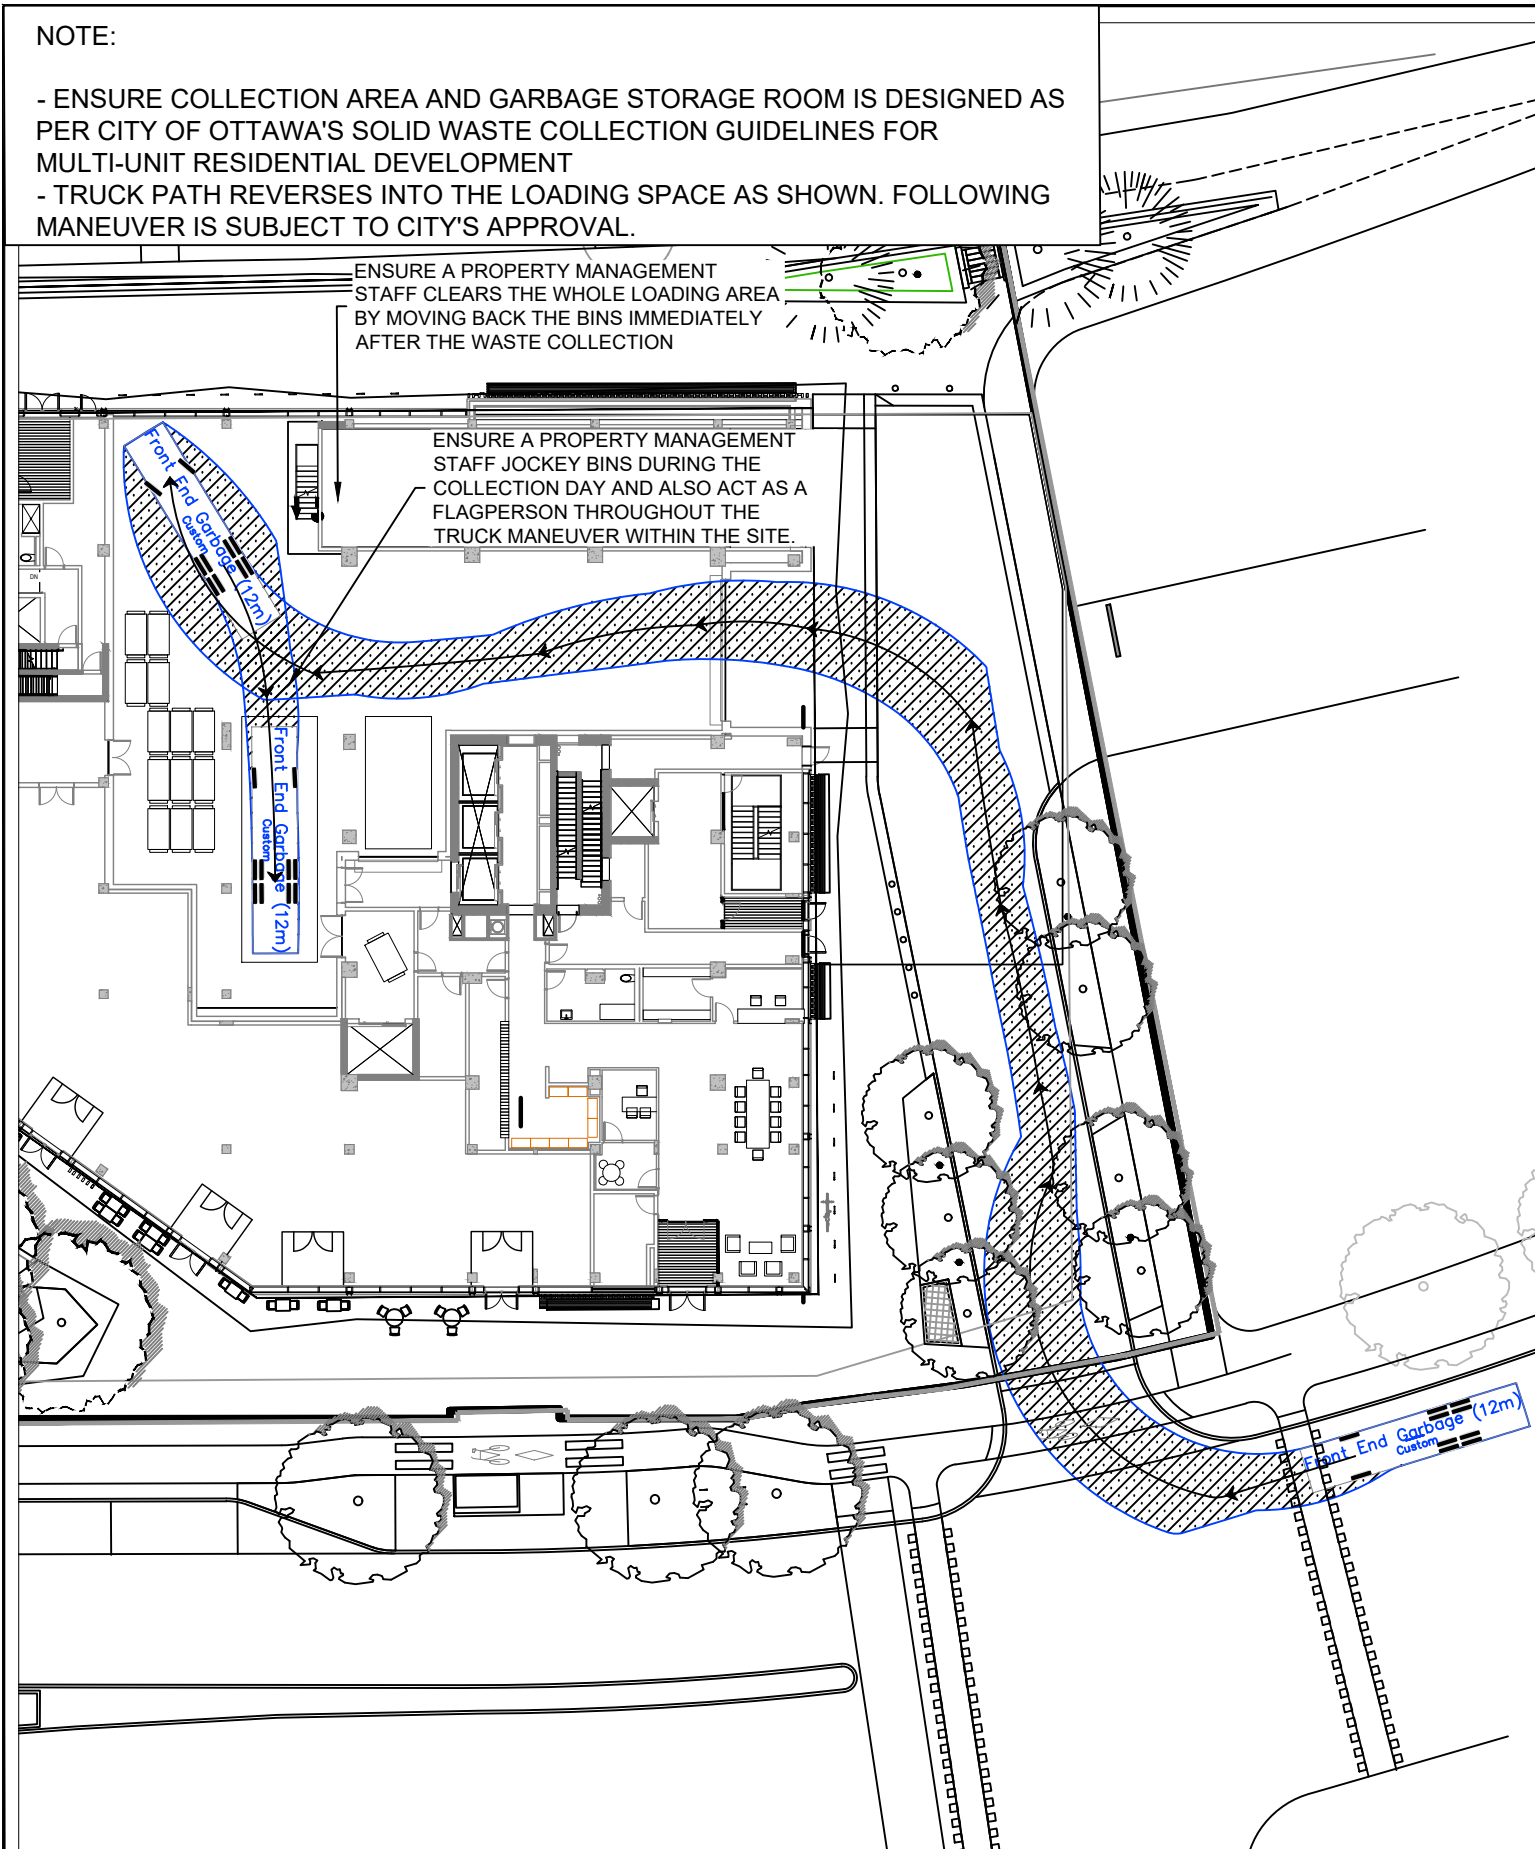 NOTE:
- ENSURE COLLECTION AREA AND GARBAGE STORAGE ROOM IS DESIGNED AS
PER CITY OF OTTAWA'S SOLID WASTE COLLECTION GUIDELINES FOR
MULTI-UNIT RESIDENTIAL DEVELOPMENT
- TRUCK PATH REVERSES INTO THE LOADING SPACE AS SHOWN. FOLLOWING
MANEUVER IS SUBJECT TO CITY'S APPROVAL.
ENSURE A PROPERTY MANAGEMENT
STAFF CLEARS THE WHOLE LOADING AREA
BY MOVING BACK THE BINS IMMEDIATELY
AFTER THE WASTE COLLECTION
ENSURE A PROPERTY MANAGEMENT
STAFF JOCKEY BINS DURING THE
COLLECTION DAY AND ALSO ACT AS A
FLAGPERSON THROUGHOUT THE
TRUCK MANEUVER WITHIN THE SITE.
Front End Garbage (12m)
Custom
DN
Front End Garbage (12m)
Custom
Front End Garbage (12m)
Custom